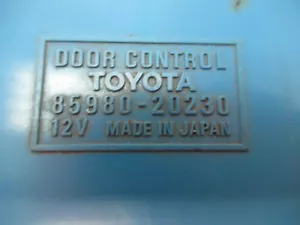 DOOR CONTROL
TOYOTA
85980-20230
12V MADE IN JAPAN